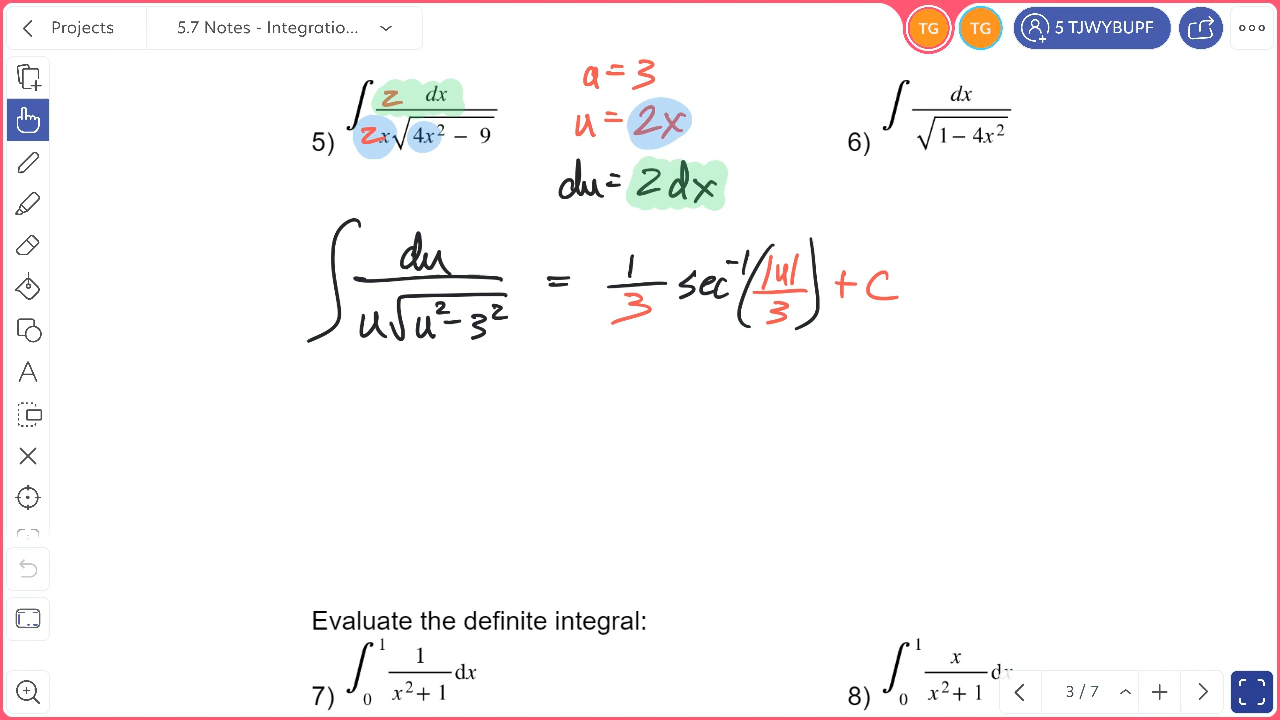 Projects
5.7 Notes - Integratio...
TG
TG
5 TJWYBUPF
5) ∫ 2 dx / 2x√(4x² − 9)
a = 3
u = 2x
du = 2dx
6) ∫ dx / √(1 − 4x²)
∫ du / u√(u² − 3²) = 1/3 sec⁻¹(|u|/3) + C
Evaluate the definite integral:
7) ∫₀¹ 1/(x² + 1) dx
8) ∫₀¹ x/(x² + 1) dx
3 / 7